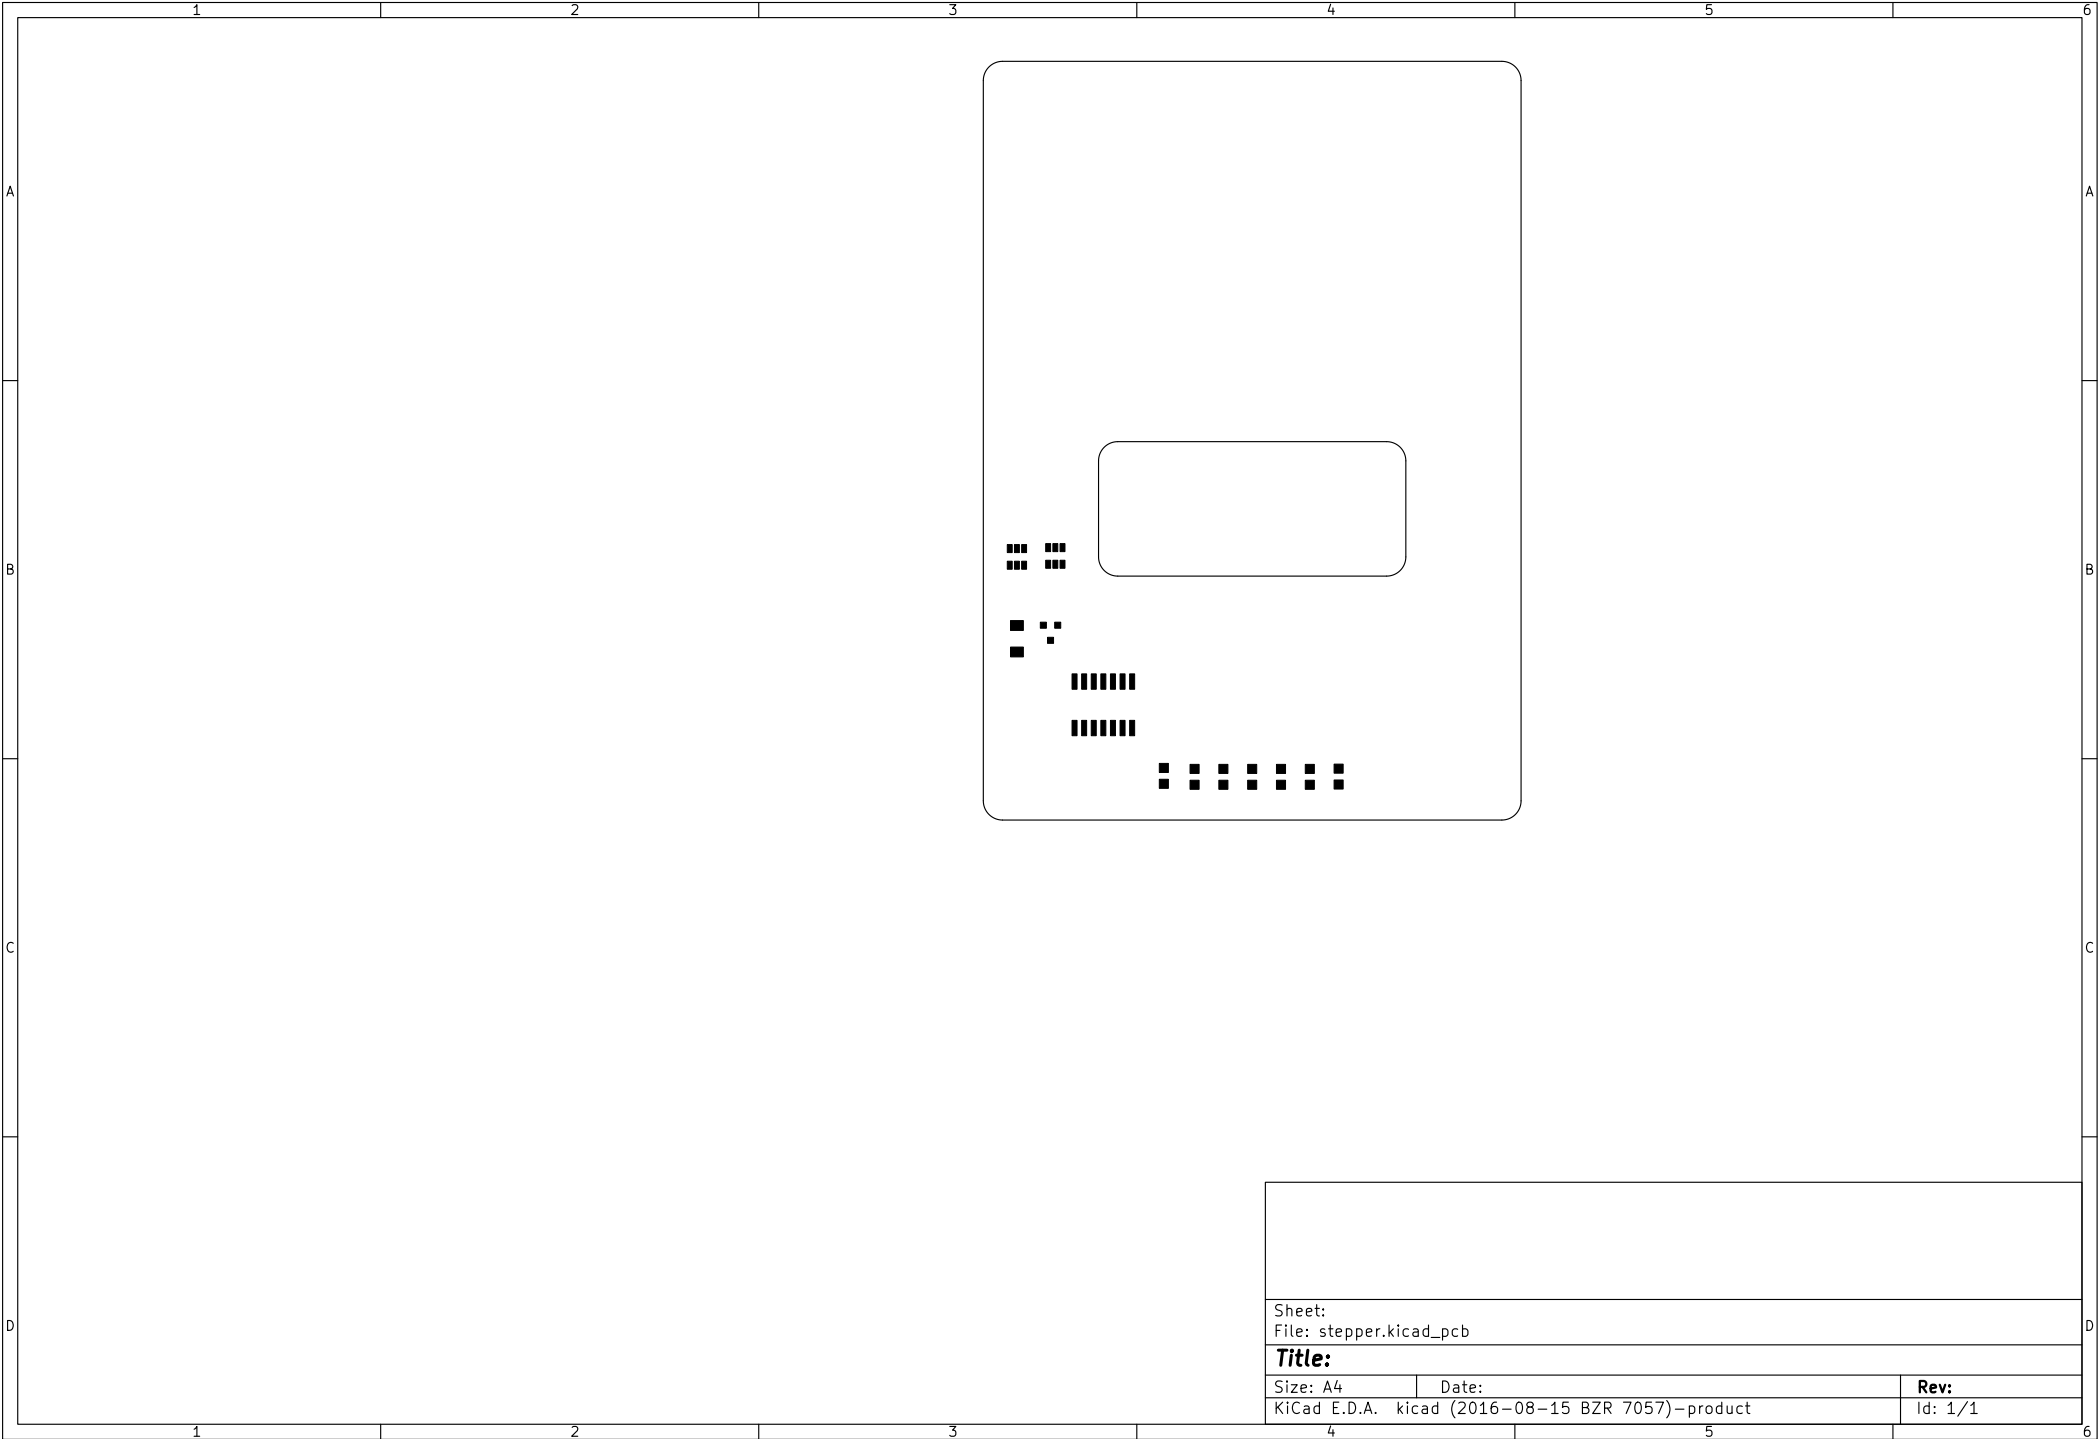 1 2 3 4 5 6
A A
B B
C C
Sheet:
File: stepper.kicad_pcb
D D
Title:
Size: A4 Date: Rev:
KiCad E.D.A. kicad (2016-08-15 BZR 7057)-product Id: 1/1
1 2 3 4 5 6